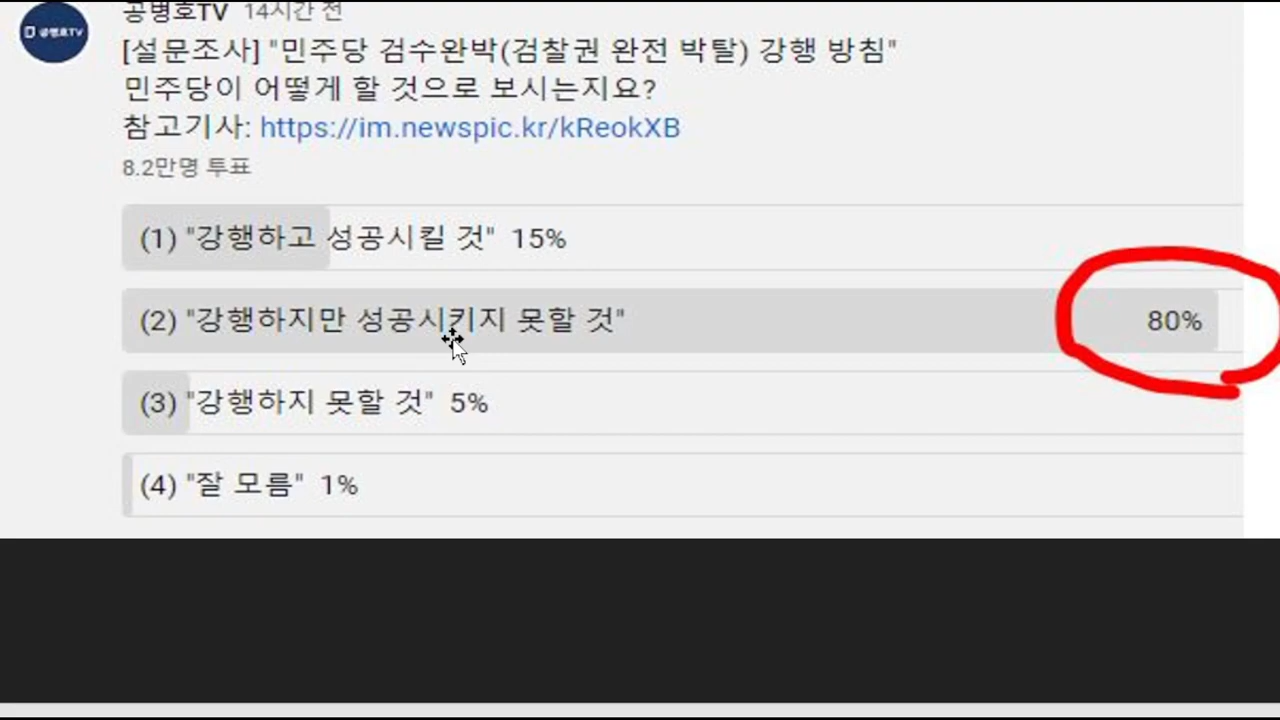 공병호TV 14시간 전
공병호TV
[설문조사] "민주당 검수완박(검찰권 완전 박탈) 강행 방침"
민주당이 어떻게 할 것으로 보시는지요?
참고기사: https://im.newspic.kr/kReokXB
8.2만명 투표
(1) "강행하고 성공시킬 것" 15%
(2) "강행하지만 성공시키지 못할 것" 80%
(3) "강행하지 못할 것" 5%
(4) "잘 모름" 1%